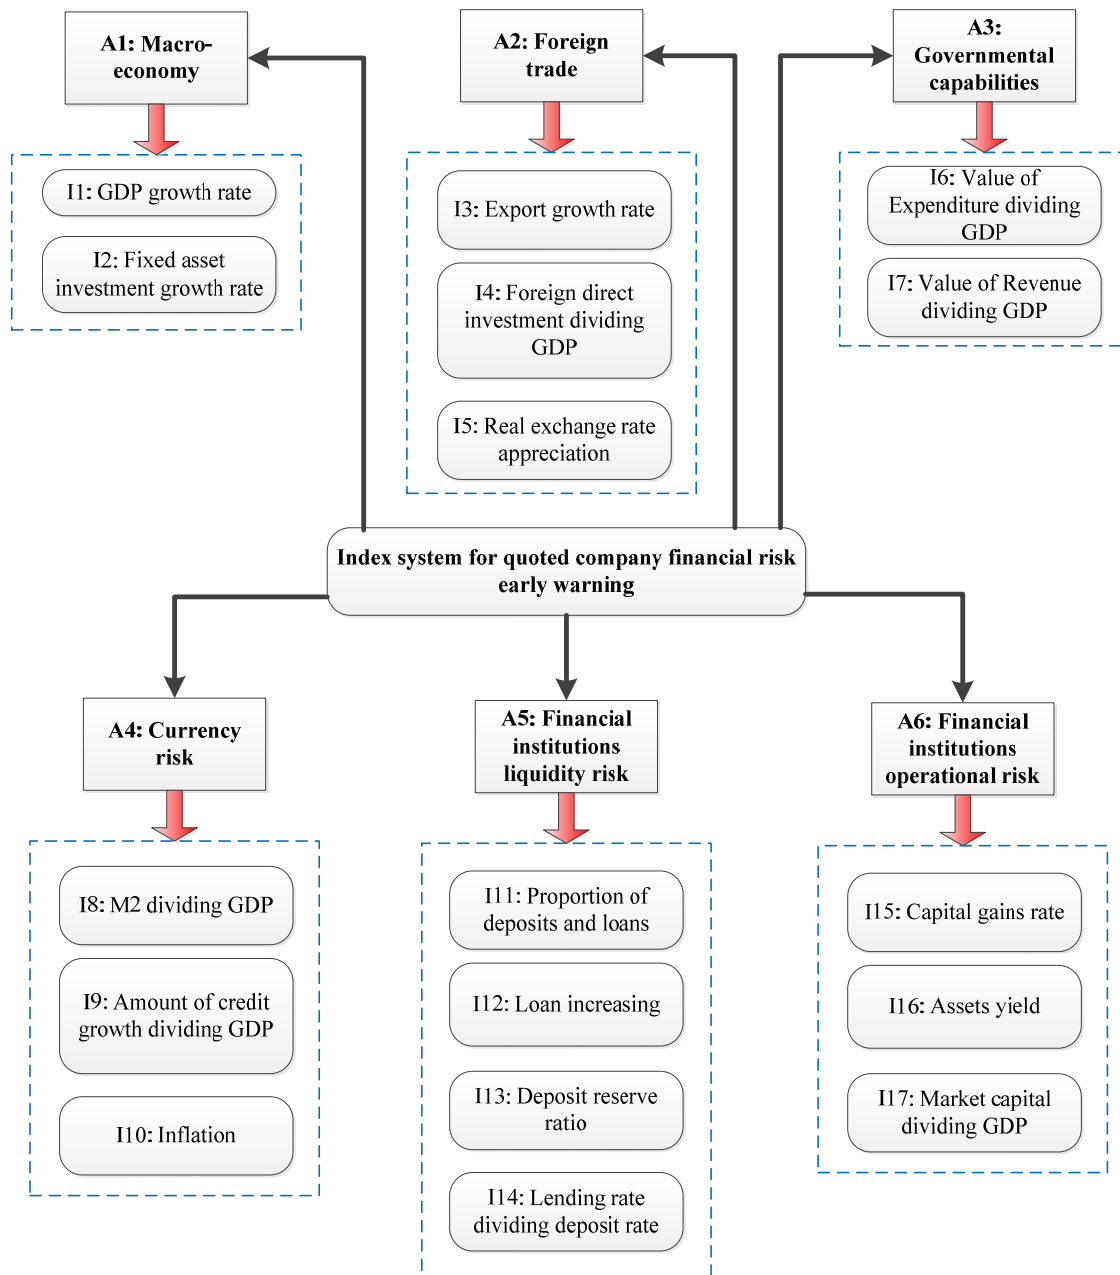 A1: Macro-
economy
A2: Foreign
trade
A3:
Governmental
capabilities
I1: GDP growth rate
I2: Fixed asset
investment growth rate
I3: Export growth rate
I4: Foreign direct
investment dividing
GDP
I5: Real exchange rate
appreciation
I6: Value of
Expenditure dividing
GDP
I7: Value of Revenue
dividing GDP
Index system for quoted company financial risk
early warning
A4: Currency
risk
A5: Financial
institutions
liquidity risk
A6: Financial
institutions
operational risk
I8: M2 dividing GDP
I9: Amount of credit
growth dividing GDP
I10: Inflation
I11: Proportion of
deposits and loans
I12: Loan increasing
I13: Deposit reserve
ratio
I14: Lending rate
dividing deposit rate
I15: Capital gains rate
I16: Assets yield
I17: Market capital
dividing GDP